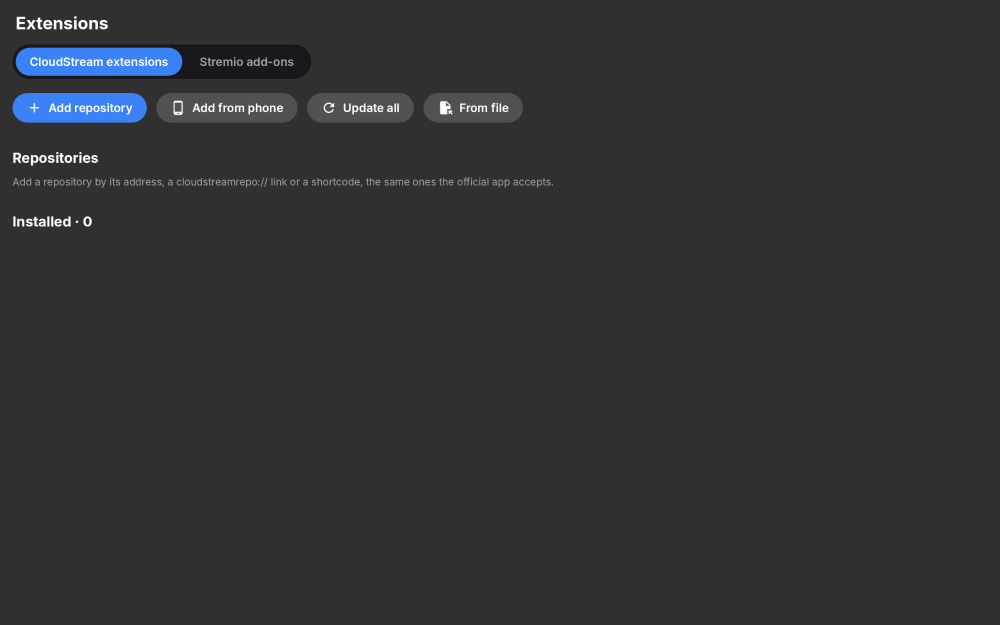 Extensions
CloudStream extensions
Stremio add-ons
Add repository
Add from phone
Update all
From file
Repositories
Add a repository by its address, a cloudstreamrepo:// link or a shortcode, the same ones the official app accepts.
Installed · 0